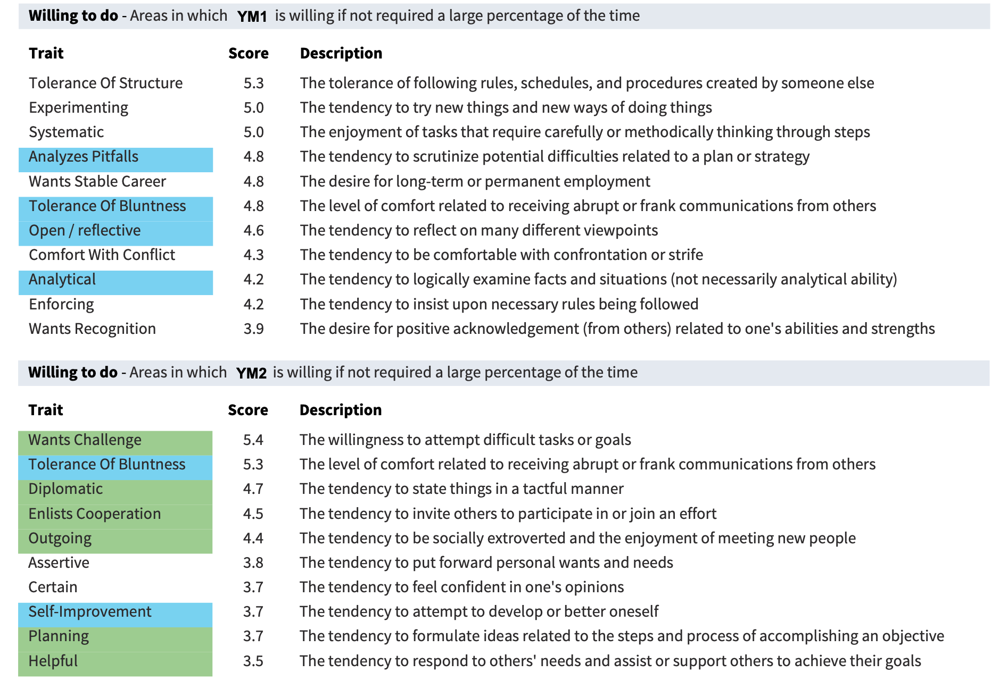 Willing to do - Areas in which YM1 is willing if not required a large percentage of the time
Trait Score Description
Tolerance Of Structure 5.3 The tolerance of following rules, schedules, and procedures created by someone else
Experimenting 5.0 The tendency to try new things and new ways of doing things
Systematic 5.0 The enjoyment of tasks that require carefully or methodically thinking through steps
Analyzes Pitfalls 4.8 The tendency to scrutinize potential difficulties related to a plan or strategy
Wants Stable Career 4.8 The desire for long-term or permanent employment
Tolerance Of Bluntness 4.8 The level of comfort related to receiving abrupt or frank communications from others
Open / reflective 4.6 The tendency to reflect on many different viewpoints
Comfort With Conflict 4.3 The tendency to be comfortable with confrontation or strife
Analytical 4.2 The tendency to logically examine facts and situations (not necessarily analytical ability)
Enforcing 4.2 The tendency to insist upon necessary rules being followed
Wants Recognition 3.9 The desire for positive acknowledgement (from others) related to one's abilities and strengths
Willing to do - Areas in which YM2 is willing if not required a large percentage of the time
Trait Score Description
Wants Challenge 5.4 The willingness to attempt difficult tasks or goals
Tolerance Of Bluntness 5.3 The level of comfort related to receiving abrupt or frank communications from others
Diplomatic 4.7 The tendency to state things in a tactful manner
Enlists Cooperation 4.5 The tendency to invite others to participate in or join an effort
Outgoing 4.4 The tendency to be socially extroverted and the enjoyment of meeting new people
Assertive 3.8 The tendency to put forward personal wants and needs
Certain 3.7 The tendency to feel confident in one's opinions
Self-Improvement 3.7 The tendency to attempt to develop or better oneself
Planning 3.7 The tendency to formulate ideas related to the steps and process of accomplishing an objective
Helpful 3.5 The tendency to respond to others' needs and assist or support others to achieve their goals